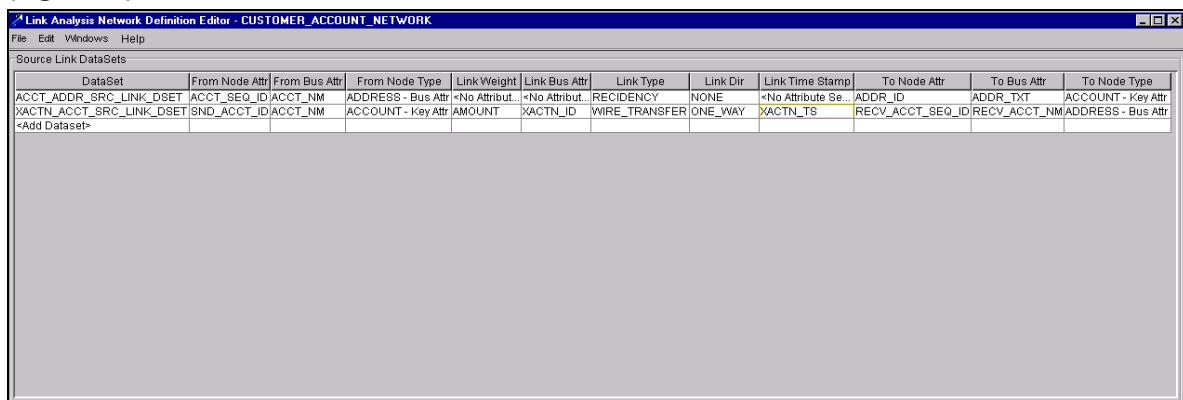 Link Analysis Network Definition Editor - CUSTOMER_ACCOUNT_NETWORK
File Edit Windows Help
Source Link DataSets
DataSet From Node Attr From Bus Attr From Node Type Link Weight Link Bus Attr Link Type Link Dir Link Time Stamp To Node Attr To Bus Attr To Node Type
ACCT_ADDR_SRC_LINK_DSET ACCT_SEQ_ID ACCT_NM ADDRESS - Bus Attr <No Attribut... <No Attribut... RECIDENCY NONE <No Attribute Se... ADDR_ID ADDR_TXT ACCOUNT - Key Attr
XACTN_ACCT_SRC_LINK_DSET SND_ACCT_ID ACCT_NM ACCOUNT - Key Attr AMOUNT XACTN_ID WIRE_TRANSFER ONE_WAY XACTN_TS RECV_ACCT_SEQ_ID RECV_ACCT_NM ADDRESS - Bus Attr
<Add Dataset>